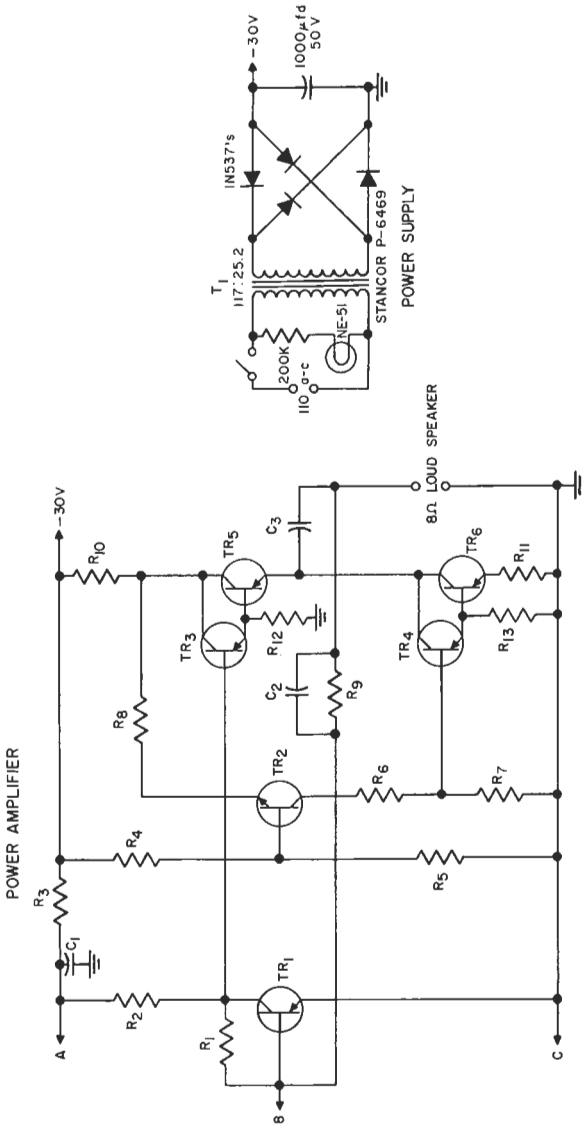 POWER AMPLIFIER
A
R3
C1
-30V
R2
R4
R8
R10
R1
TR1
TR2
TR3
TR5
R12
C3
C2
R9
8
R5
R6
R7
TR4
TR6
R13
R11
8Ω LOUD SPEAKER
C
T1
117:25.2
1N537's
-30V
1000μfd
50 V
200K
110 a-c
NE-51
STANCOR P-6469
POWER SUPPLY